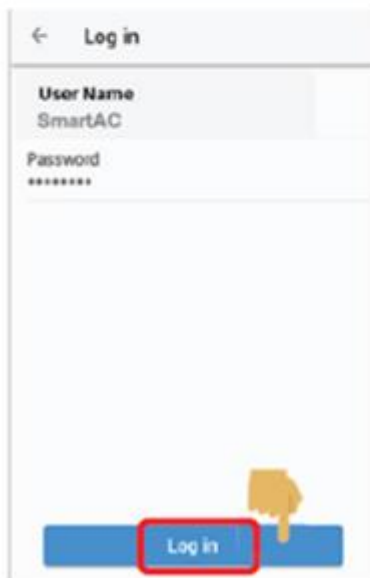 ← Log in
User Name
SmartAC
Password
********
Log in